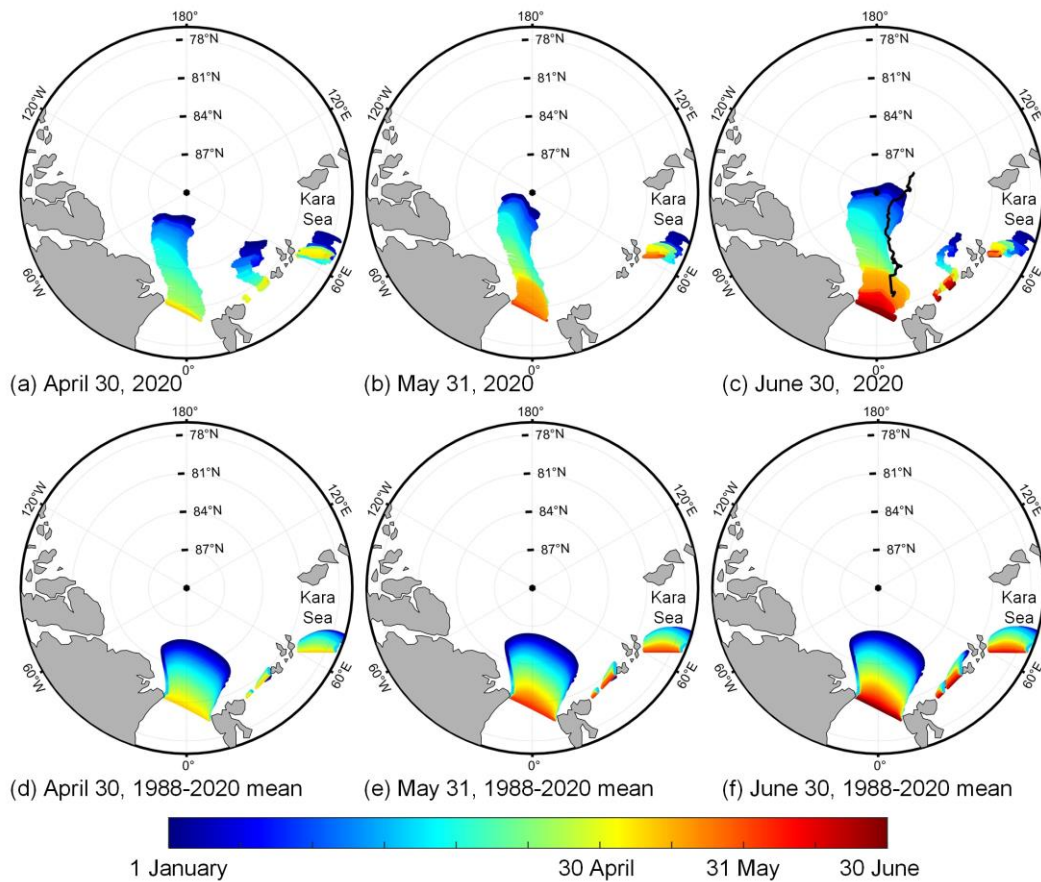 180° 180° 180°
78°N 78°N 78°N
81°N 81°N 81°N
120°W 120°E 120°W 120°E 120°W 120°E
84°N 84°N 84°N
87°N 87°N 87°N
Kara Kara Kara
Sea Sea Sea
60°W 60°E 60°W 60°E 60°W 60°E
0° 0° 0°
(a) April 30, 2020 (b) May 31, 2020 (c) June 30, 2020
180° 180° 180°
78°N 78°N 78°N
81°N 81°N 81°N
120°W 120°E 120°W 120°E 120°W 120°E
84°N 84°N 84°N
87°N 87°N 87°N
Kara Kara Kara
Sea Sea Sea
60°W 60°E 60°W 60°E 60°W 60°E
0° 0° 0°
(d) April 30, 1988-2020 mean (e) May 31, 1988-2020 mean (f) June 30, 1988-2020 mean
1 January 30 April 31 May 30 June